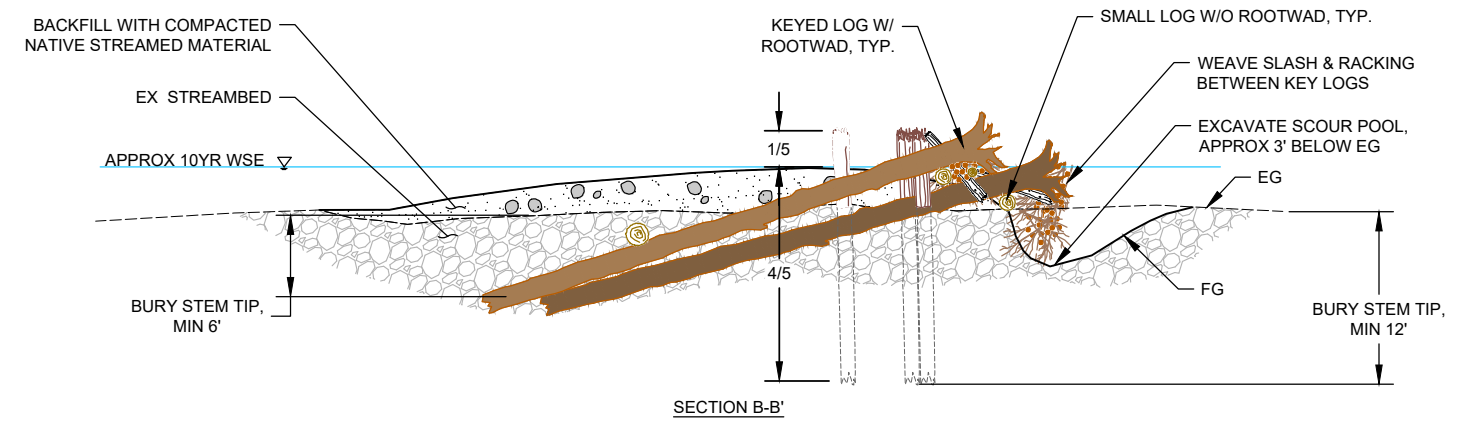 BACKFILL WITH COMPACTED
NATIVE STREAMED MATERIAL
EX STREAMBED
APPROX 10YR WSE
BURY STEM TIP,
MIN 6'
KEYED LOG W/
ROOTWAD, TYP.
1/5
4/5
SMALL LOG W/O ROOTWAD, TYP.
WEAVE SLASH & RACKING
BETWEEN KEY LOGS
EXCAVATE SCOUR POOL,
APPROX 3' BELOW EG
EG
FG
BURY STEM TIP,
MIN 12'
SECTION B-B'